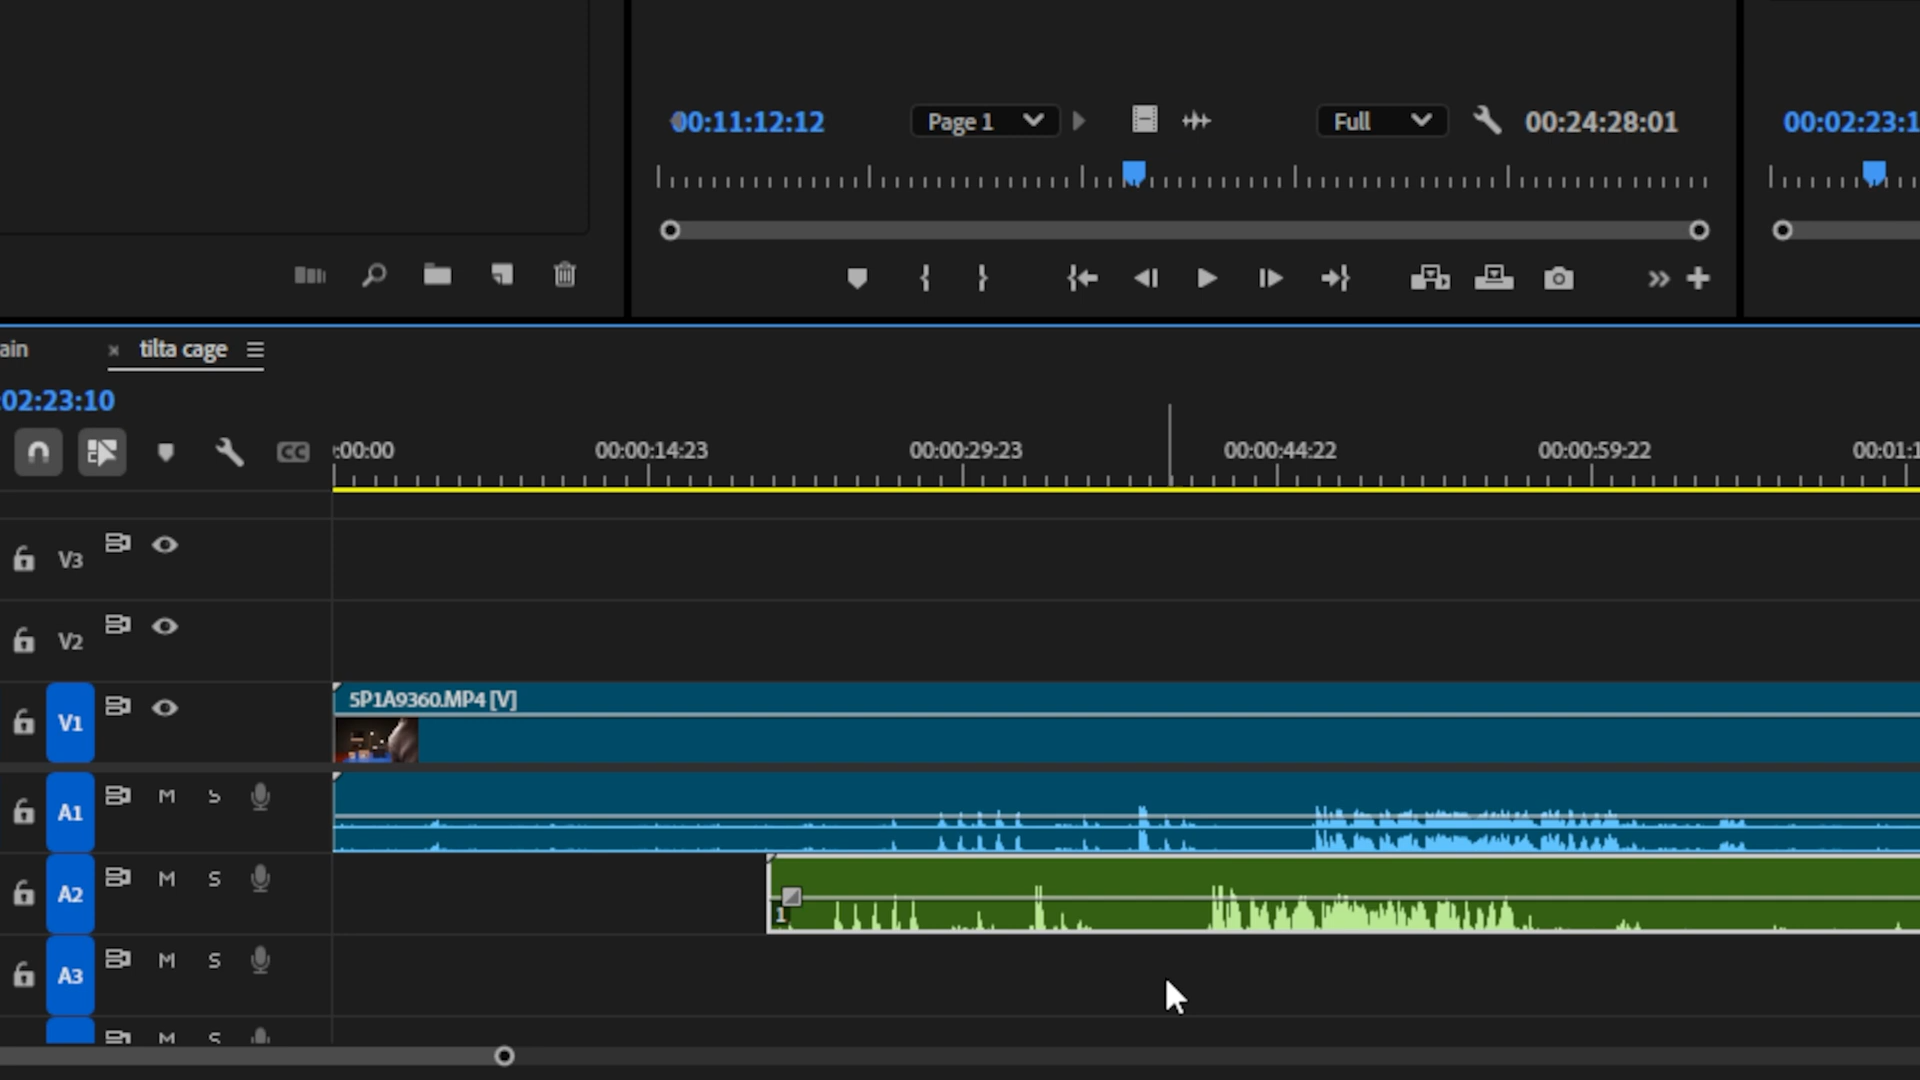 00:11:12:12 Page 1 Full 00:24:28:01 00:02:23:1
ain × tilta cage
:02:23:10
CC :00:00 00:00:14:23 00:00:29:23 00:00:44:22 00:00:59:22 00:01:1
V3
V2
V1 5P1A9360.MP4 [V]
A1 M S
A2 M S 1
A3 M S
M S